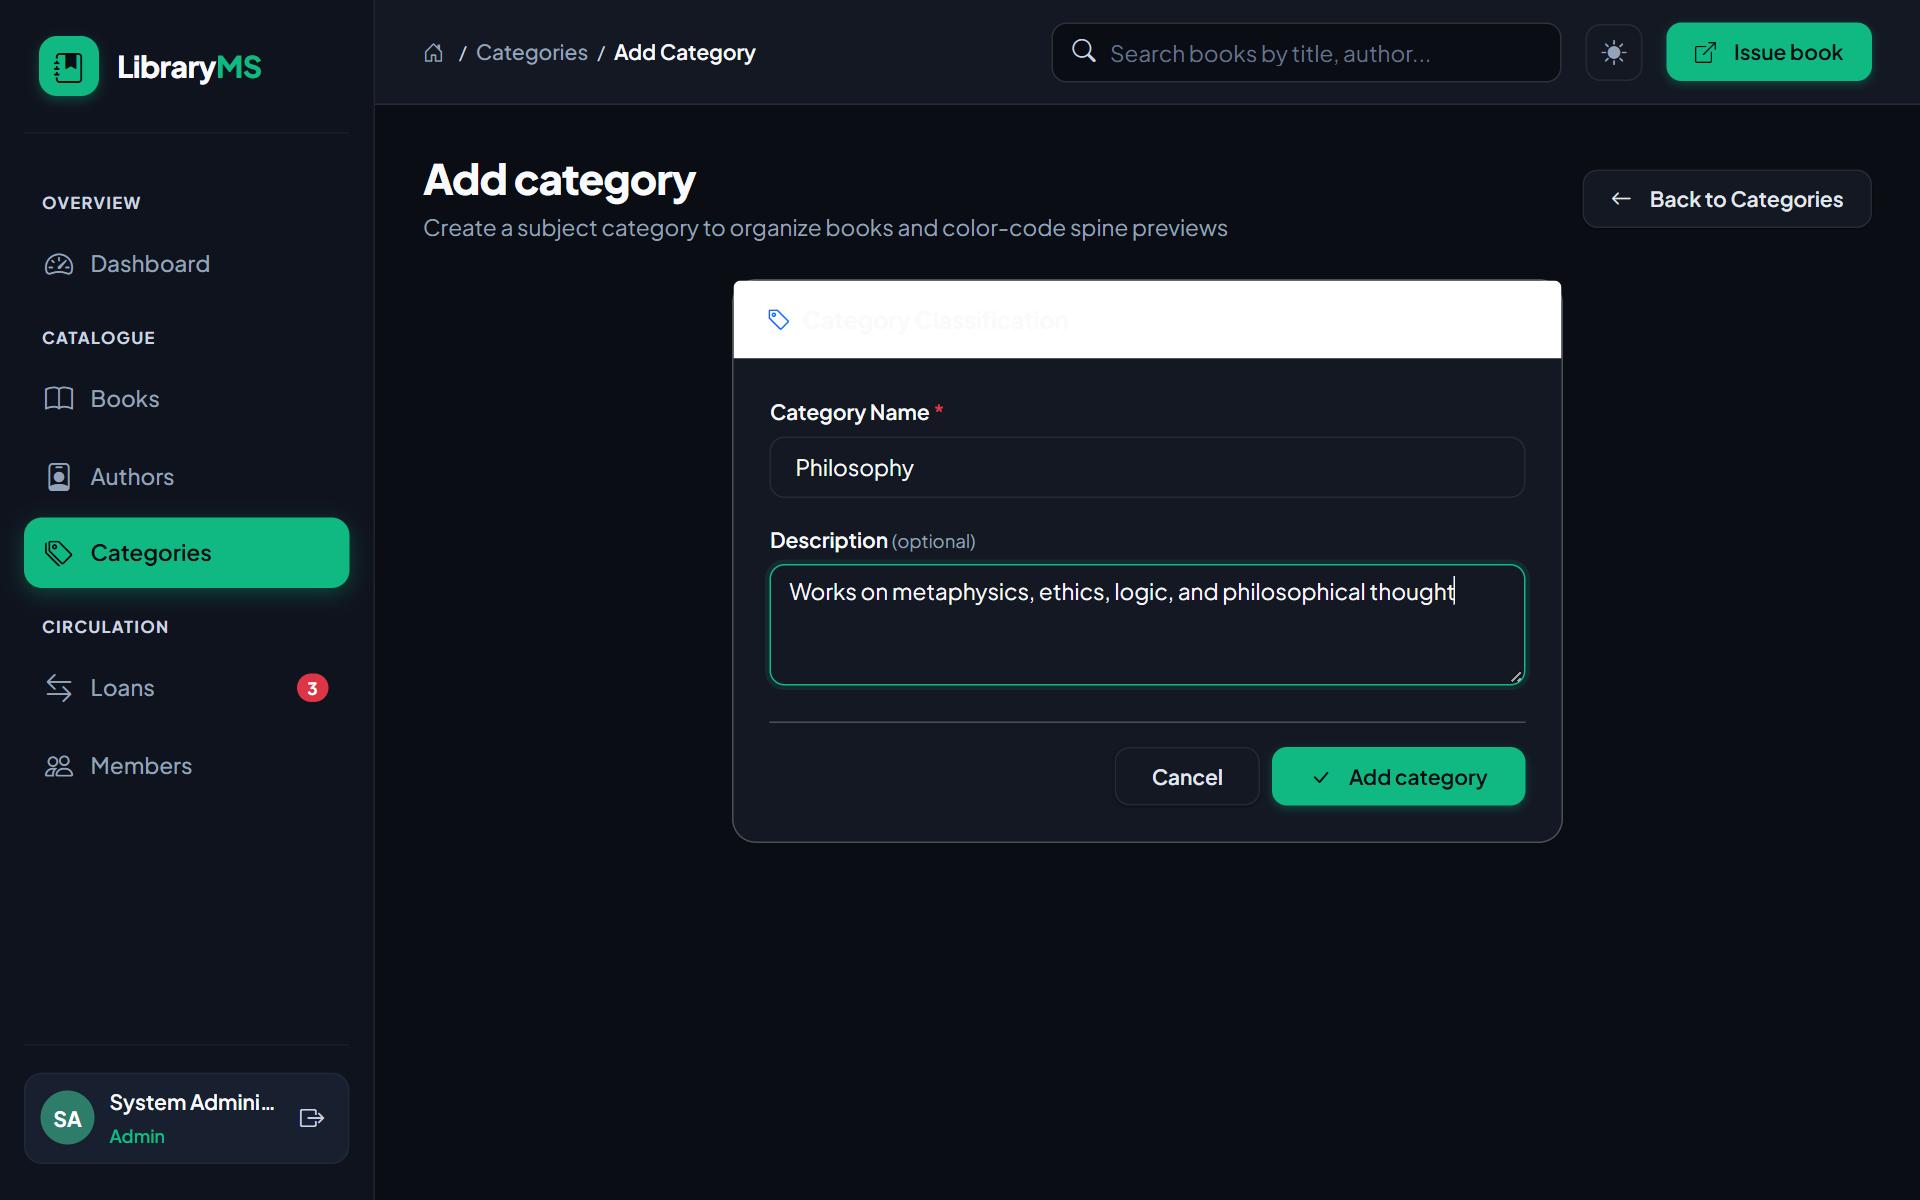 LibraryMS
/ Categories / Add Category
Search books by title, author...
Issue book
OVERVIEW
Dashboard
CATALOGUE
Books
Authors
Categories
CIRCULATION
Loans
3
Members
SA
System Admini...
Admin
Add category
Create a subject category to organize books and color-code spine previews
Back to Categories
Category Classification
Category Name *
Philosophy
Description (optional)
Works on metaphysics, ethics, logic, and philosophical thought
Cancel
Add category